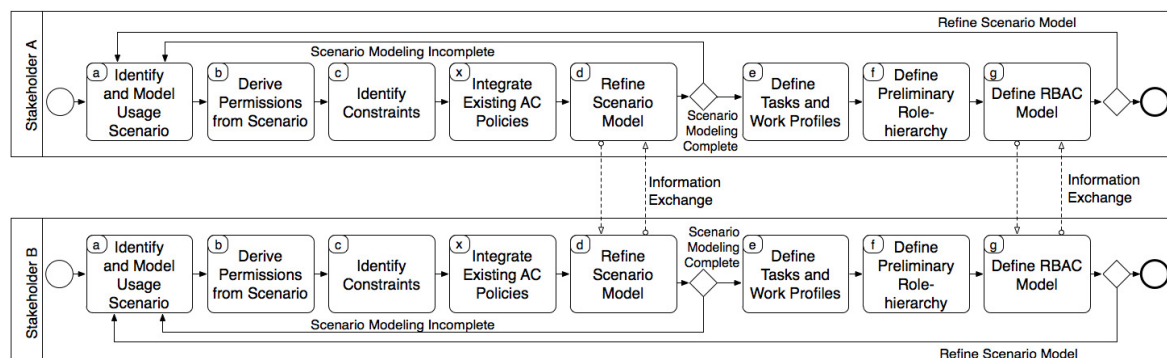 Stakeholder A
Refine Scenario Model
Scenario Modeling Incomplete
a
Identify
and Model
Usage
Scenario
b
Derive
Permissions
from Scenario
c
Identify
Constraints
x
Integrate
Existing AC
Policies
d
Refine
Scenario
Model
Scenario
Modeling
Complete
e
Define
Tasks and
Work Profiles
f
Define
Preliminary
Role-
hierarchy
g
Define RBAC
Model
Information
Exchange
Information
Exchange
Stakeholder B
a
Identify
and Model
Usage
Scenario
b
Derive
Permissions
from Scenario
c
Identify
Constraints
x
Integrate
Existing AC
Policies
d
Refine
Scenario
Model
Scenario
Modeling
Complete
e
Define
Tasks and
Work Profiles
f
Define
Preliminary
Role-
hierarchy
g
Define RBAC
Model
Scenario Modeling Incomplete
Refine Scenario Model